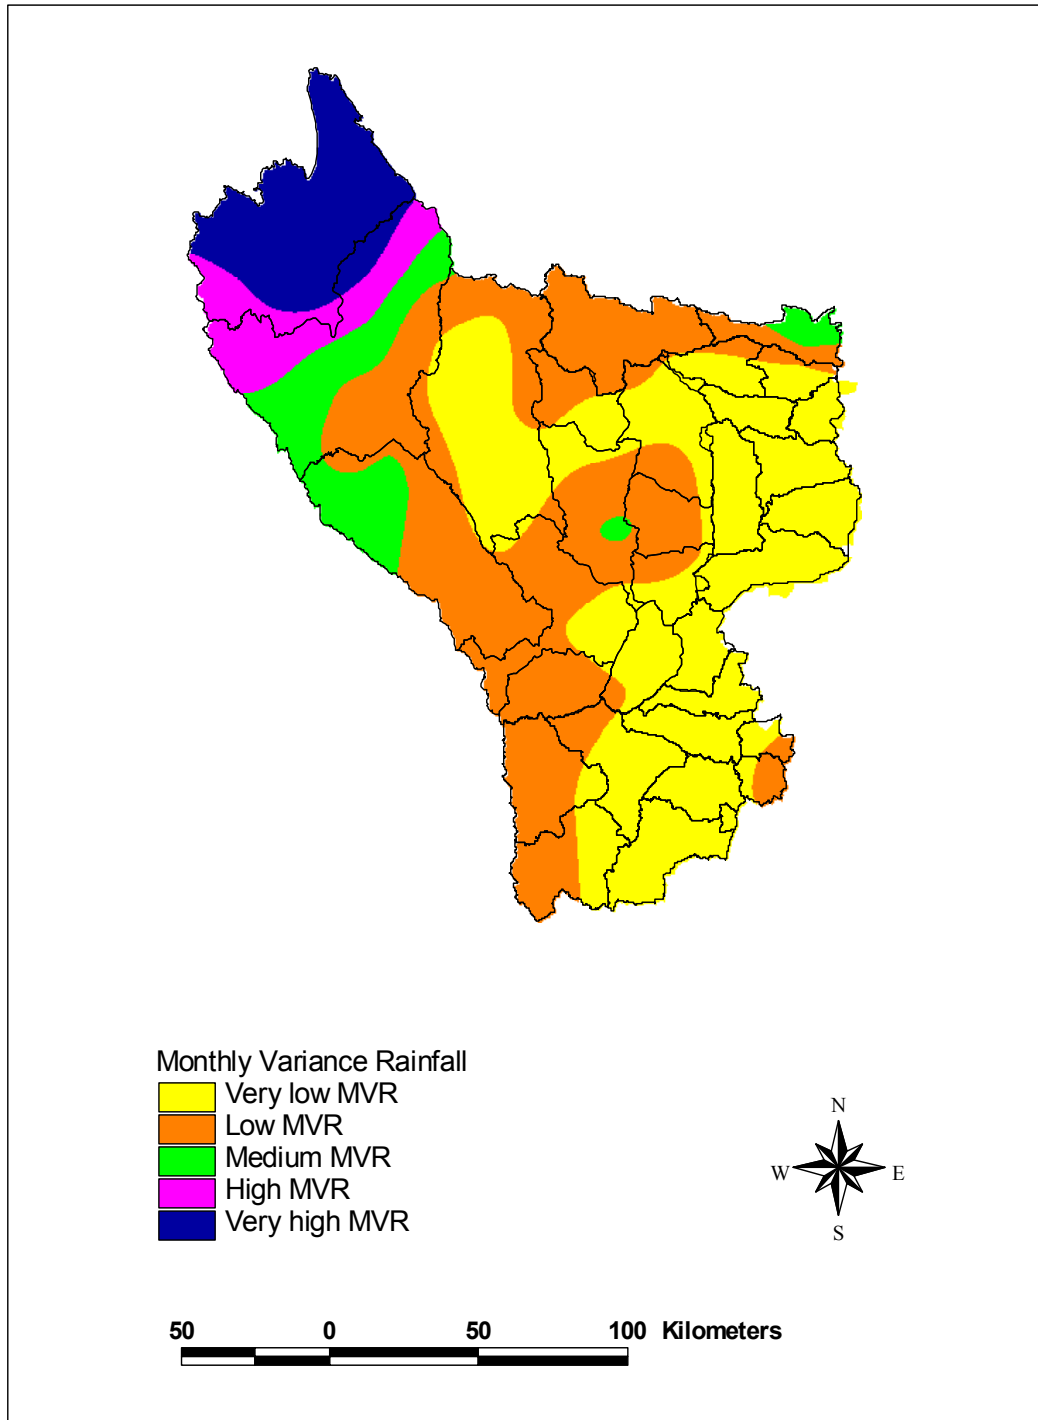 Monthly Variance Rainfall
Very low MVR
Low MVR
Medium MVR
High MVR
Very high MVR
N
W E
S
50 0 50 100 Kilometers